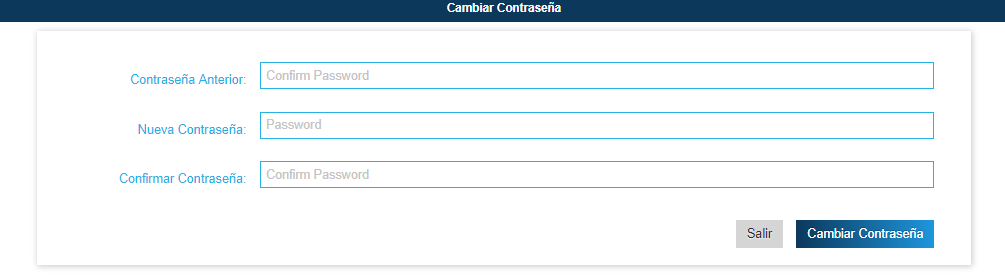 Cambiar Contraseña
Contraseña Anterior: Confirm Password
Nueva Contraseña: Password
Confirmar Contraseña: Confirm Password
Salir Cambiar Contraseña